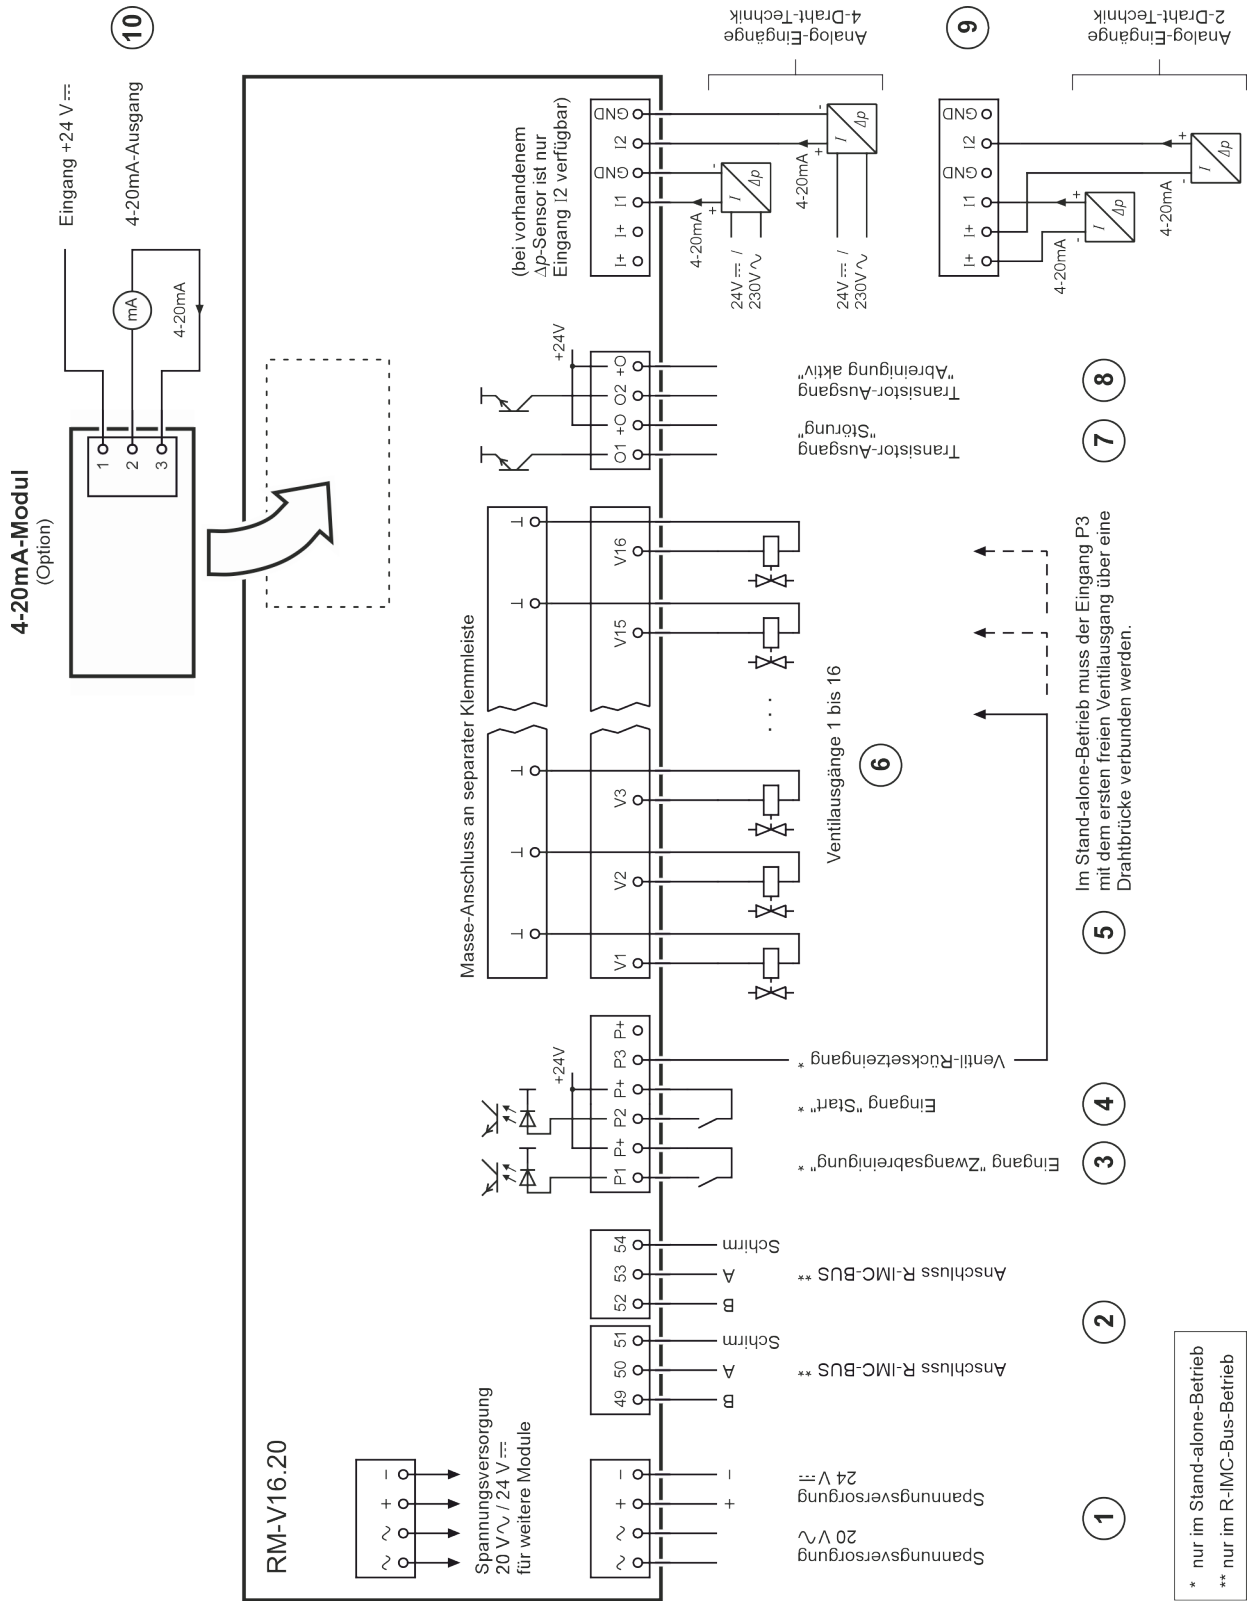 4-20mA-Modul
(Option)
1
2
3
mA
4-20mA
Eingang +24 V
4-20mA-Ausgang
10
RM-V16.20
~
~
+
−
Spannungsversorgung
20 V∿ / 24 V
für weitere Module
~
~
+
−
+
−
Spannungsversorgung
20 V∿
Spannungsversorgung
24 V
1
49
50
51
B
A
Schirm
Anschluss R-IMC-BUS **
52
53
54
B
A
Schirm
Anschluss R-IMC-BUS **
2
+24V
P1
P+
P2
P+
P3
P+
Eingang "Zwangsabreinigung" *
3
Eingang "Start" *
4
Ventil-Rücksetzeingang *
Masse-Anschluss an separater Klemmleiste
⊥
⊥
⊥
⊥
⊥
V1
V2
V3
V15
V16
. . .
Ventilausgänge 1 bis 16
6
5
Im Stand-alone-Betrieb muss der Eingang P3
mit dem ersten freien Ventilausgang über eine
Drahtbrücke verbunden werden.
+24V
O1
+O
O2
+O
Transistor-Ausgang
"Störung"
7
Transistor-Ausgang
"Abreinigung aktiv"
8
(bei vorhandenem
Δp-Sensor ist nur
Eingang I2 verfügbar)
I+
I+
I1
GND
I2
GND
4-20mA
+
-
I
Δp
24V /
230V∿
4-20mA
+
-
I
Δp
24V /
230V∿
Analog-Eingänge
4-Draht-Technik
9
I+
I+
I1
GND
I2
GND
4-20mA
-
+
I
Δp
4-20mA
-
+
I
Δp
Analog-Eingänge
2-Draht-Technik
* nur im Stand-alone-Betrieb
** nur im R-IMC-Bus-Betrieb